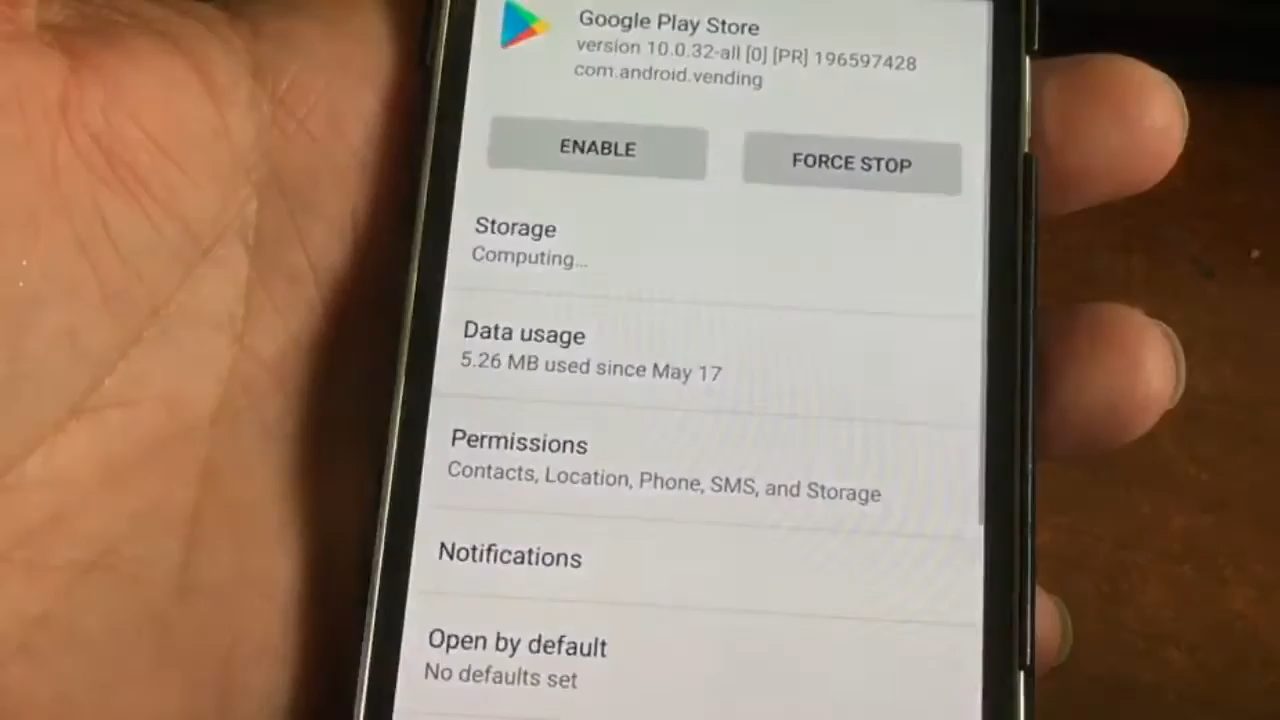 Google Play Store
version 10.0.32-all [0] [PR] 196597428
com.android.vending
ENABLE
FORCE STOP
Storage
Computing...
Data usage
5.26 MB used since May 17
Permissions
Contacts, Location, Phone, SMS, and Storage
Notifications
Open by default
No defaults set